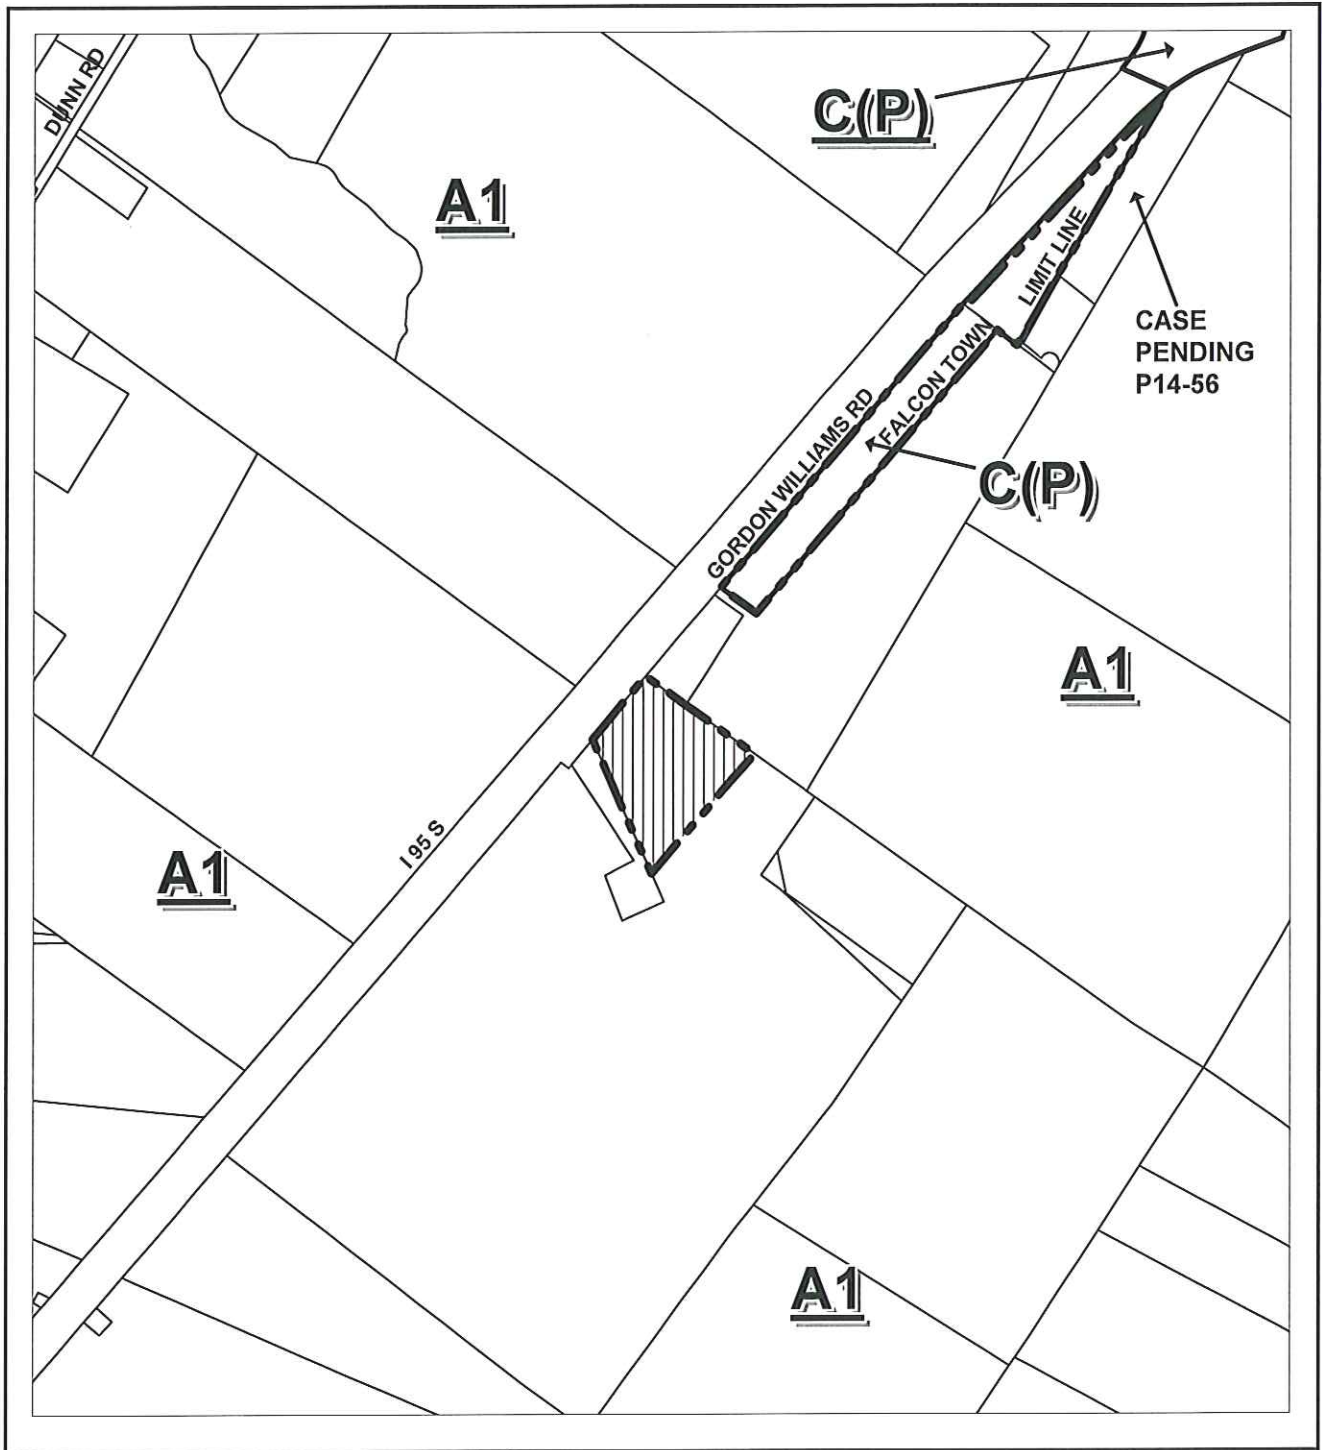 DUNN RD
C(P)
A1
LIMIT LINE
CASE
PENDING
P14-56
FALCON TOWN
GORDON WILLIAMS RD
C(P)
A1
I 95 S
A1
A1